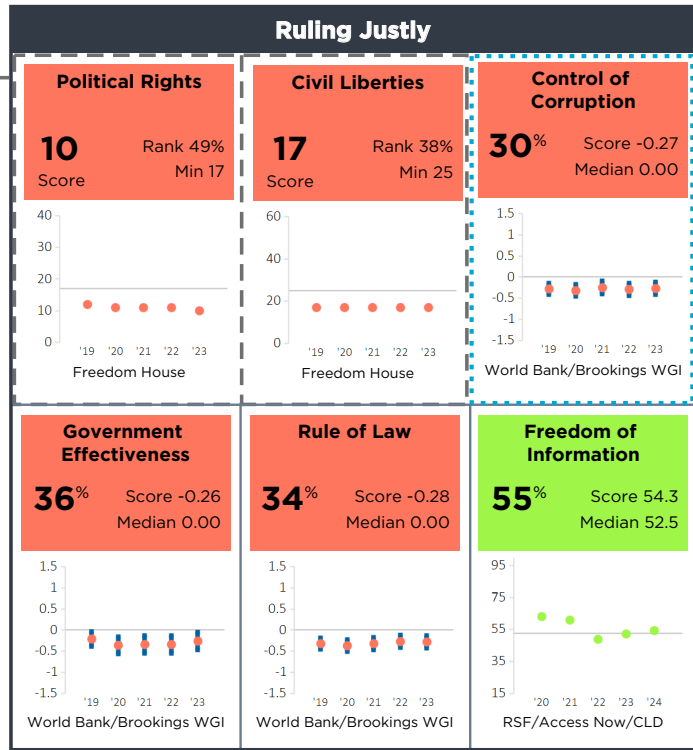 Ruling Justly
Political Rights
10
Score
Rank 49%
Min 17
40
30
20
10
0
'19 '20 '21 '22 '23
Freedom House
Civil Liberties
17
Score
Rank 38%
Min 25
60
40
20
0
'19 '20 '21 '22 '23
Freedom House
Control of
Corruption
30%
Score -0.27
Median 0.00
1.5
1
0.5
0
-0.5
-1
-1.5
'19 '20 '21 '22 '23
World Bank/Brookings WGI
Government
Effectiveness
36%
Score -0.26
Median 0.00
1.5
1
0.5
0
-0.5
-1
-1.5
'19 '20 '21 '22 '23
World Bank/Brookings WGI
Rule of Law
34%
Score -0.28
Median 0.00
1.5
1
0.5
0
-0.5
-1
-1.5
'19 '20 '21 '22 '23
World Bank/Brookings WGI
Freedom of
Information
55%
Score 54.3
Median 52.5
95
75
55
35
15
'20 '21 '22 '23 '24
RSF/Access Now/CLD